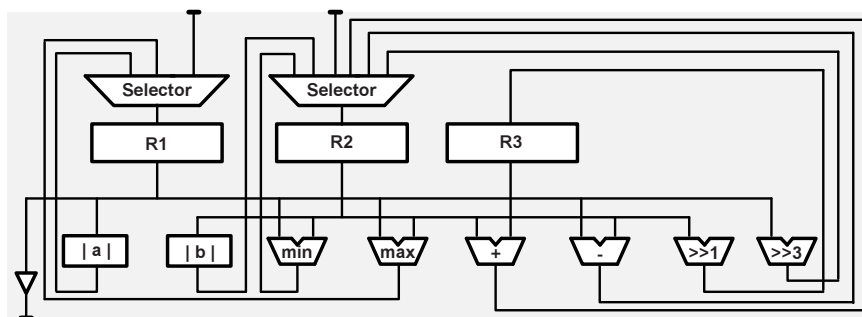 Selector Selector
R1 R2 R3
| a | | b | min max + - >>1 >>3